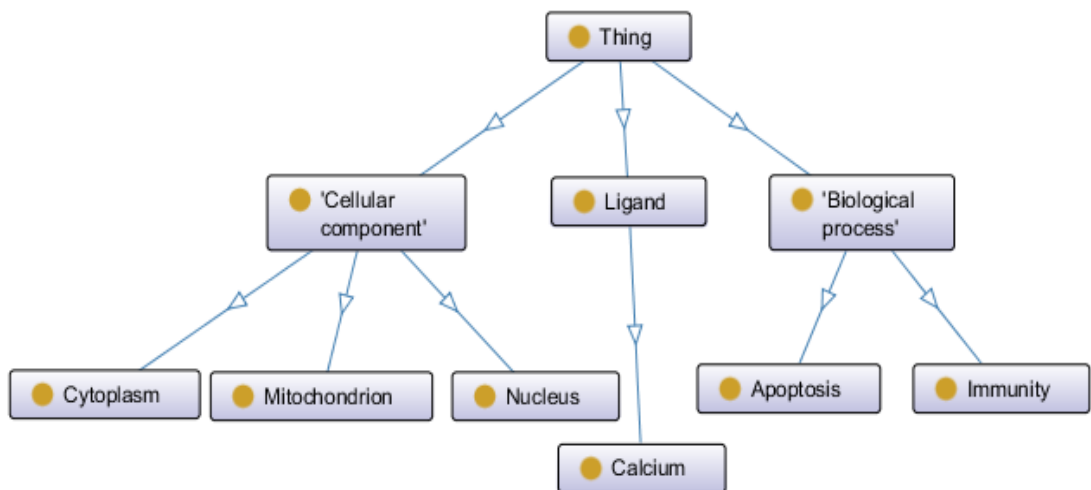 Thing
'Cellular
component'
Ligand
'Biological
process'
Cytoplasm
Mitochondrion
Nucleus
Apoptosis
Immunity
Calcium